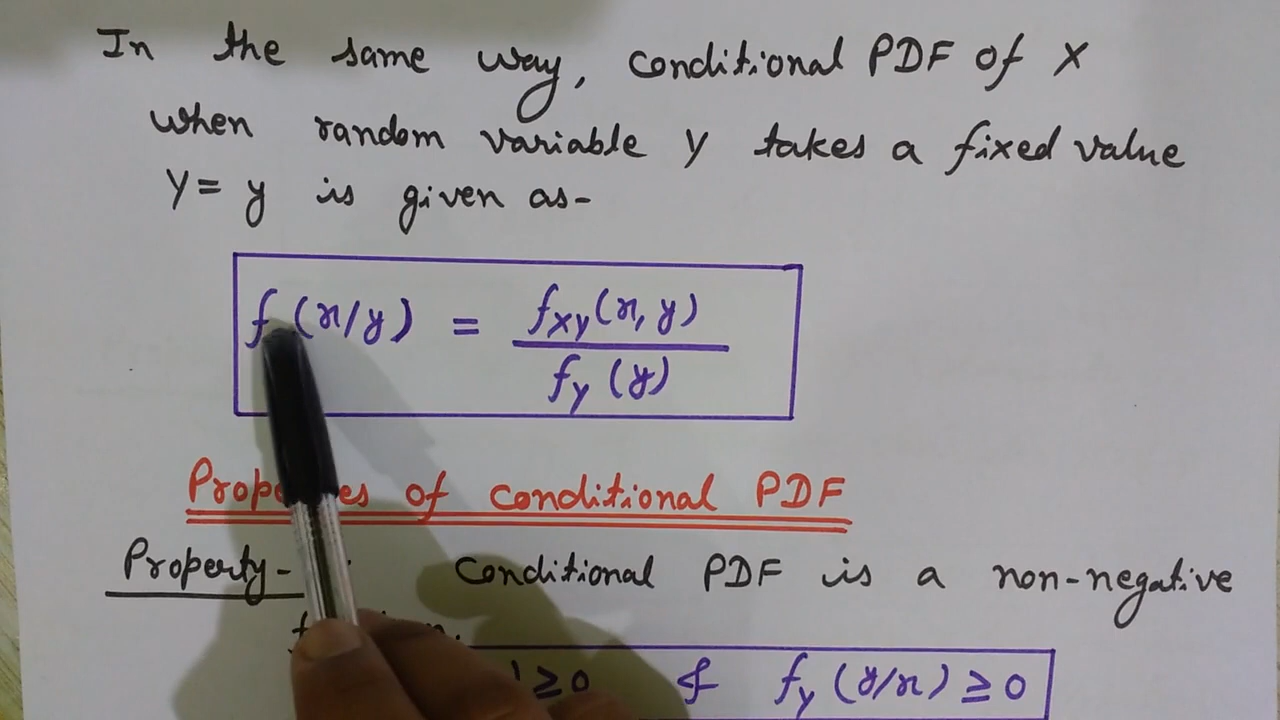 In the same way, conditional PDF of X
when random variable Y takes a fixed value
Y = y is given as-
f (x/y) = fXY(x, y) / fY (y)
Properties of conditional PDF
Property- Conditional PDF is a non-negative
≥ 0 & fY (y/x) ≥ 0